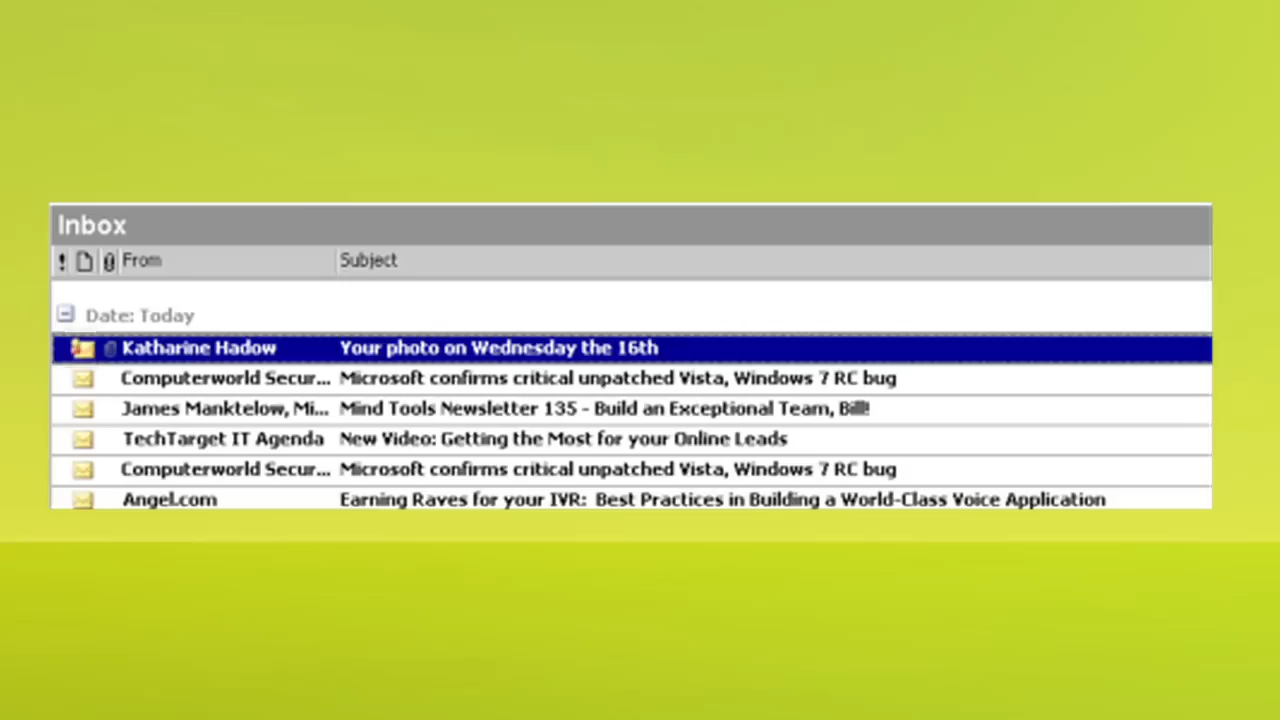 Inbox
From Subject
Date: Today
Katharine Hadow Your photo on Wednesday the 16th
Computerworld Secur... Microsoft confirms critical unpatched Vista, Windows 7 RC bug
James Manktelow, Mi... Mind Tools Newsletter 135 - Build an Exceptional Team, Bill!
TechTarget IT Agenda New Video: Getting the Most for your Online Leads
Computerworld Secur... Microsoft confirms critical unpatched Vista, Windows 7 RC bug
Angel.com Earning Raves for your IVR: Best Practices in Building a World-Class Voice Application